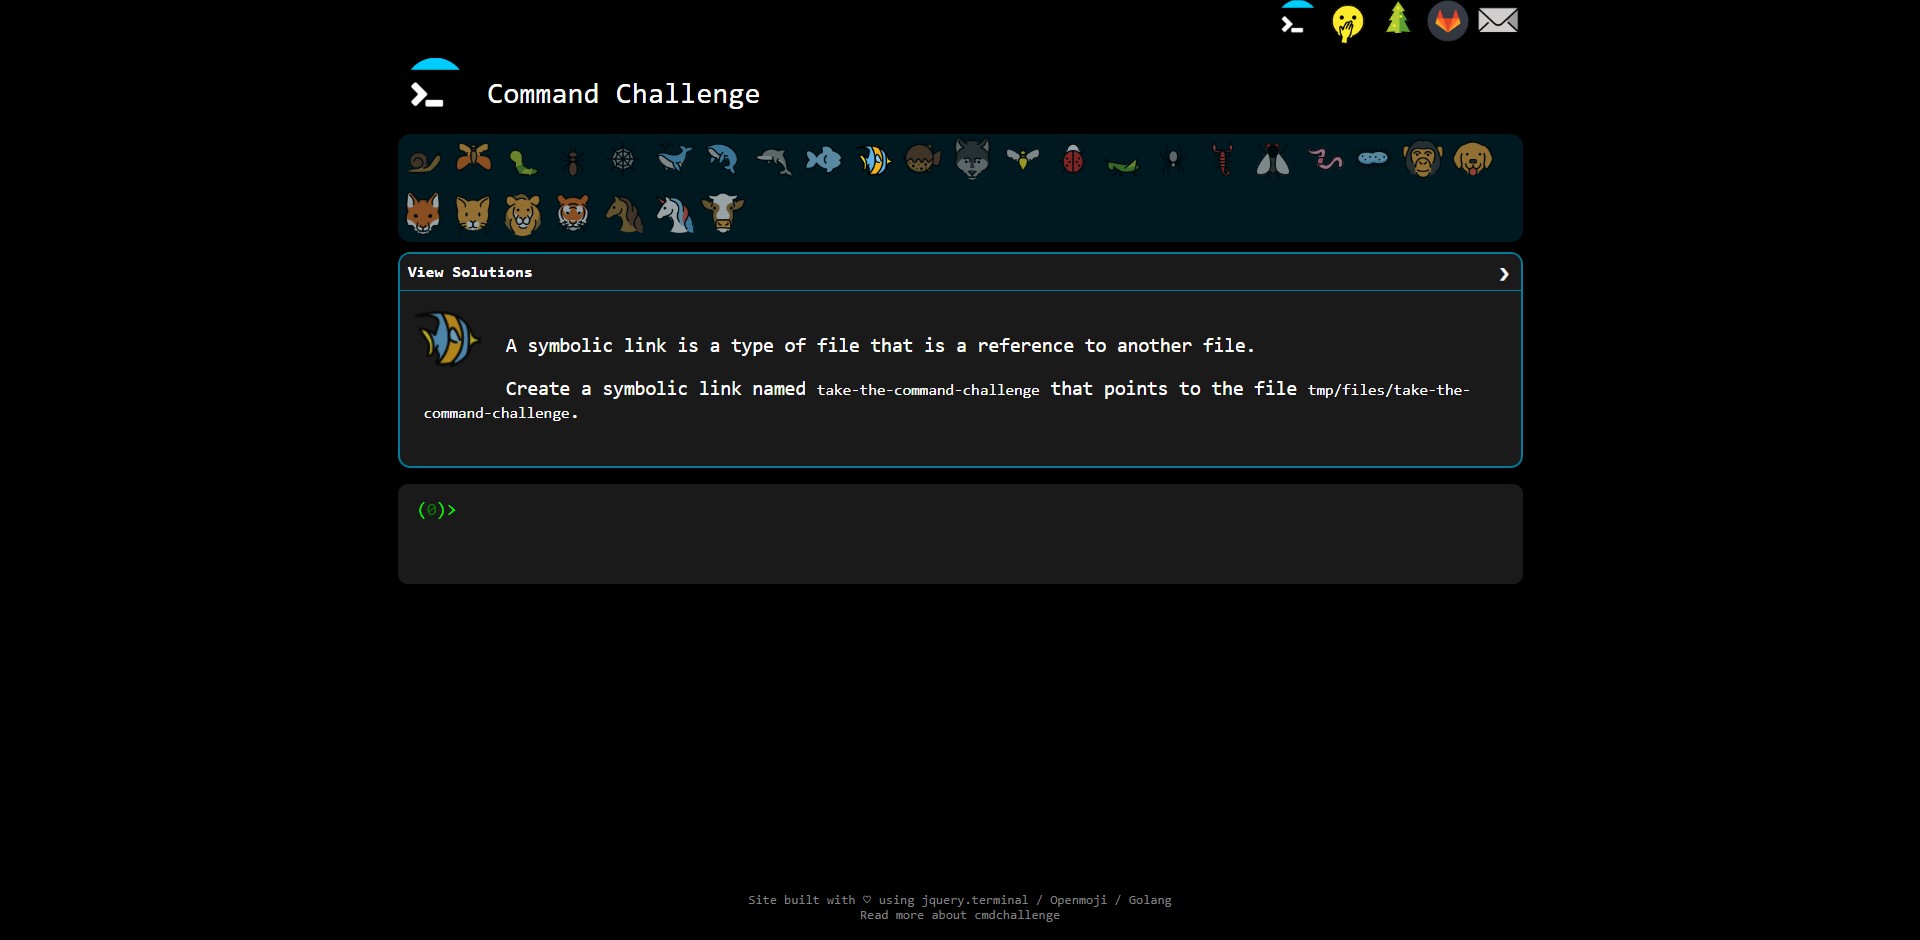 Command Challenge
View Solutions
A symbolic link is a type of file that is a reference to another file.
Create a symbolic link named take-the-command-challenge that points to the file tmp/files/take-the-
command-challenge.
(0)>
Site built with ♡ using jquery.terminal / Openmoji / Golang
Read more about cmdchallenge